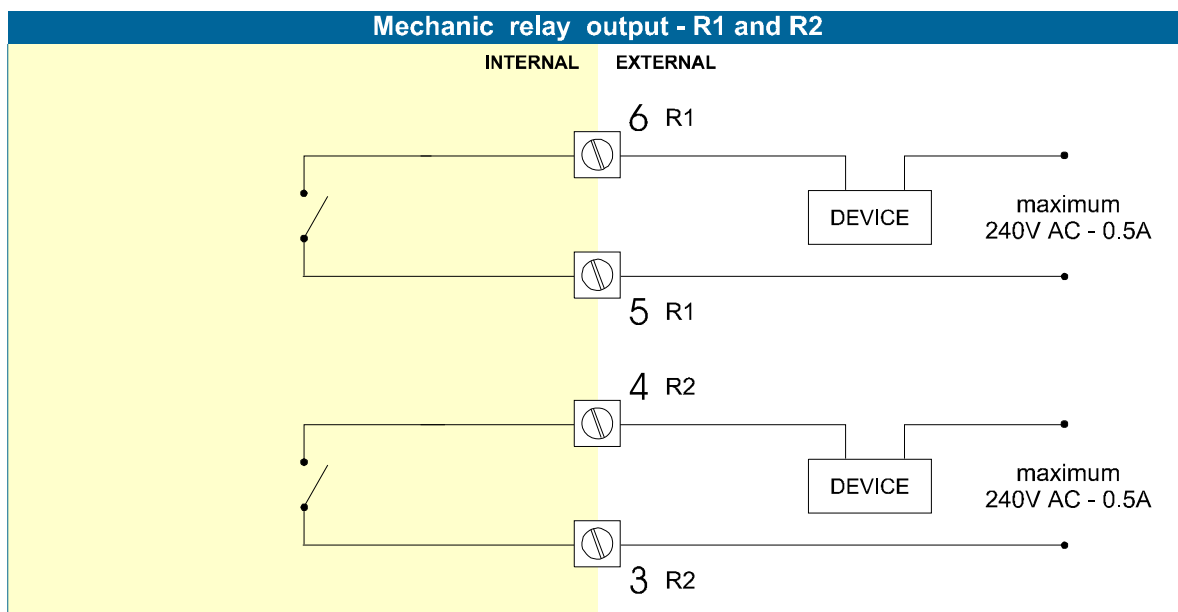 Mechanic relay output - R1 and R2
INTERNAL EXTERNAL
6 R1
DEVICE
maximum
240V AC - 0.5A
5 R1
4 R2
DEVICE
maximum
240V AC - 0.5A
3 R2